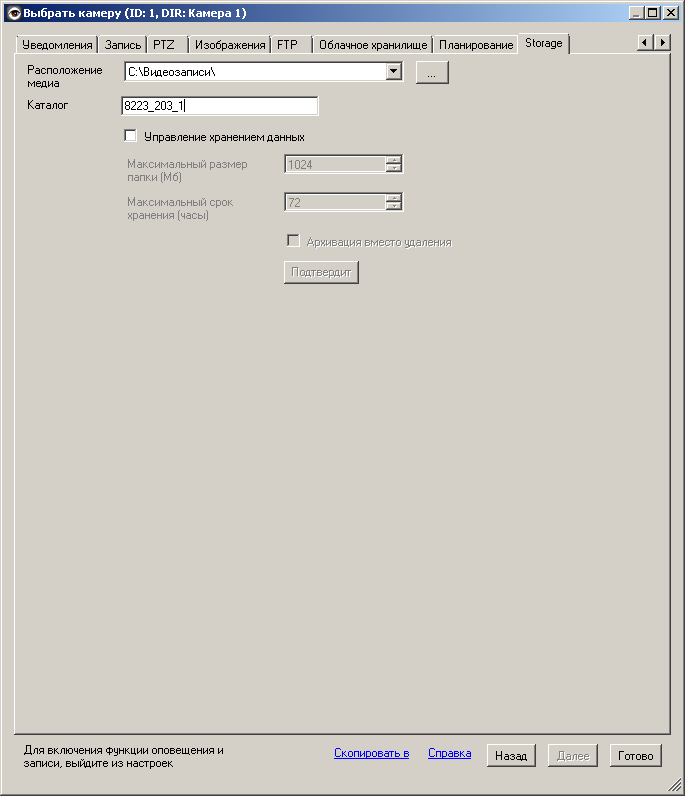 Выбрать камеру (ID: 1, DIR: Камера 1)
Уведомления Запись PTZ Изображения FTP Облачное хранилище Планирование Storage
Расположение
медиа
C:\Видеозаписи\
...
Каталог
8223_203_1
Управление хранением данных
Максимальный размер
папки (Мб)
1024
Максимальный срок
хранения (часы)
72
Архивация вместо удаления
Подтвердит
Для включения функции оповещения и
записи, выйдите из настроек
Скопировать в Справка Назад Далее Готово